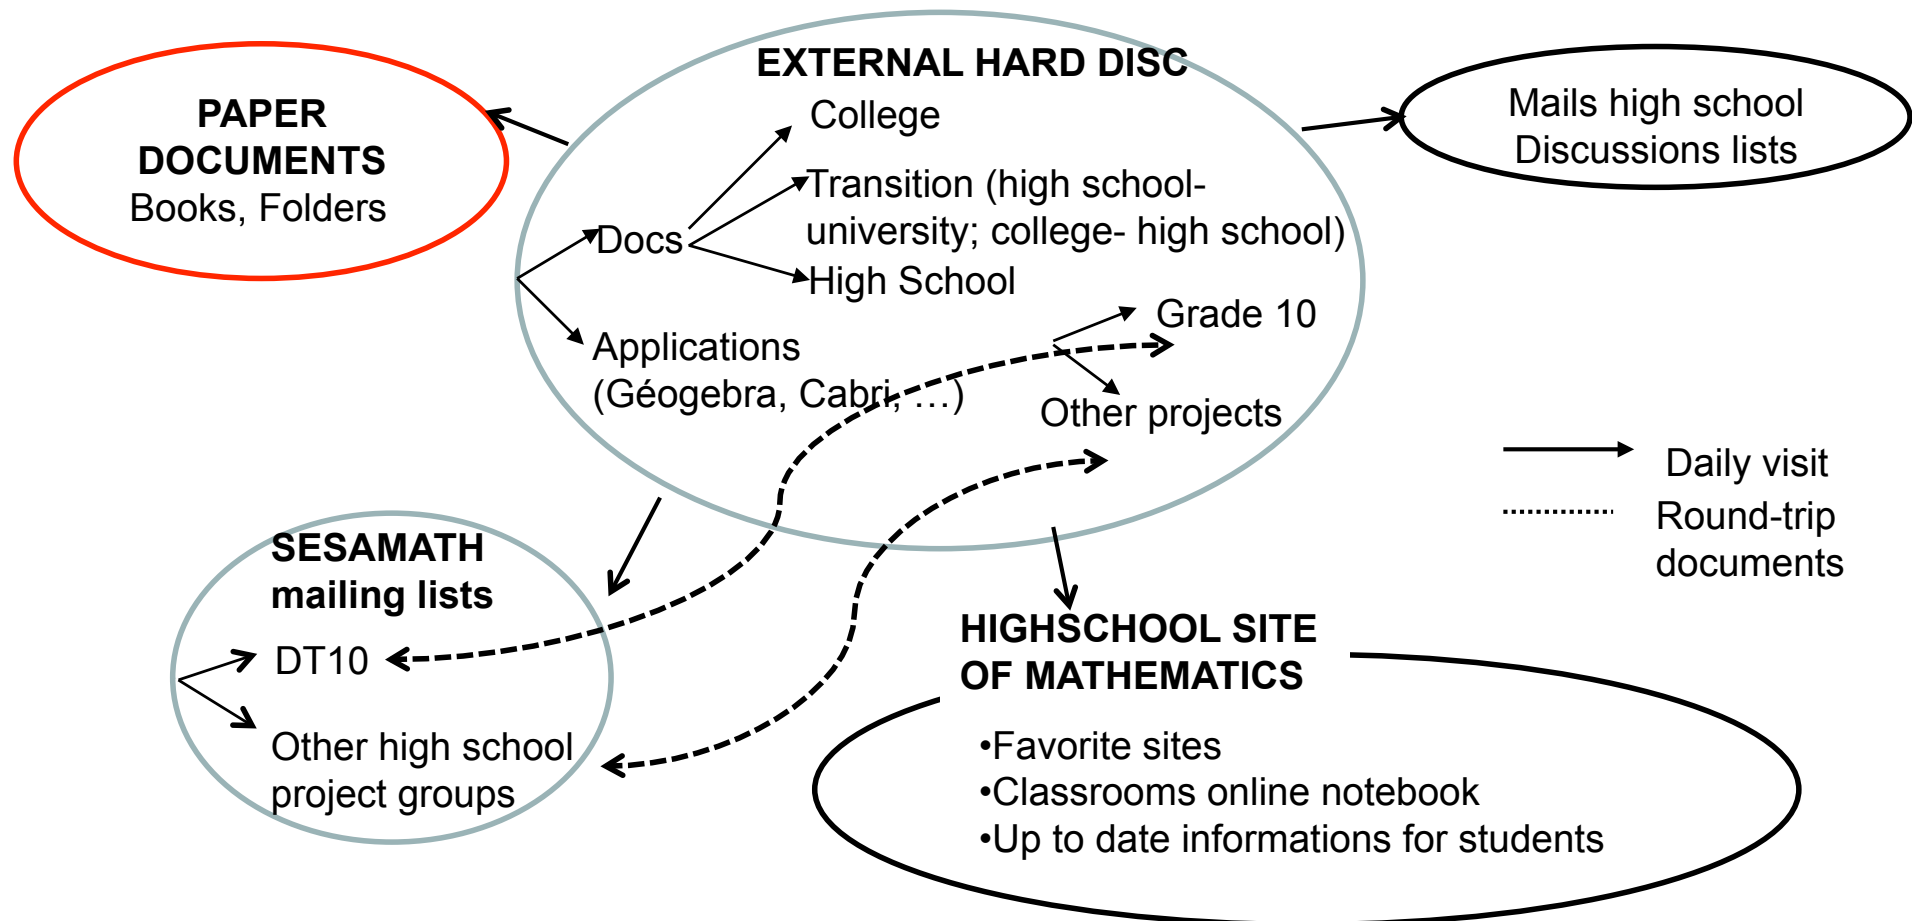 PAPER
DOCUMENTS
Books, Folders
EXTERNAL HARD DISC
College
Transition (high school-
university; college- high school)
Docs
High School
Grade 10
Applications
(Géogebra, Cabri, …)
Other projects
Mails high school
Discussions lists
Daily visit
Round-trip
documents
SESAMATH
mailing lists
DT10
Other high school
project groups
HIGHSCHOOL SITE
OF MATHEMATICS
•Favorite sites
•Classrooms online notebook
•Up to date informations for students